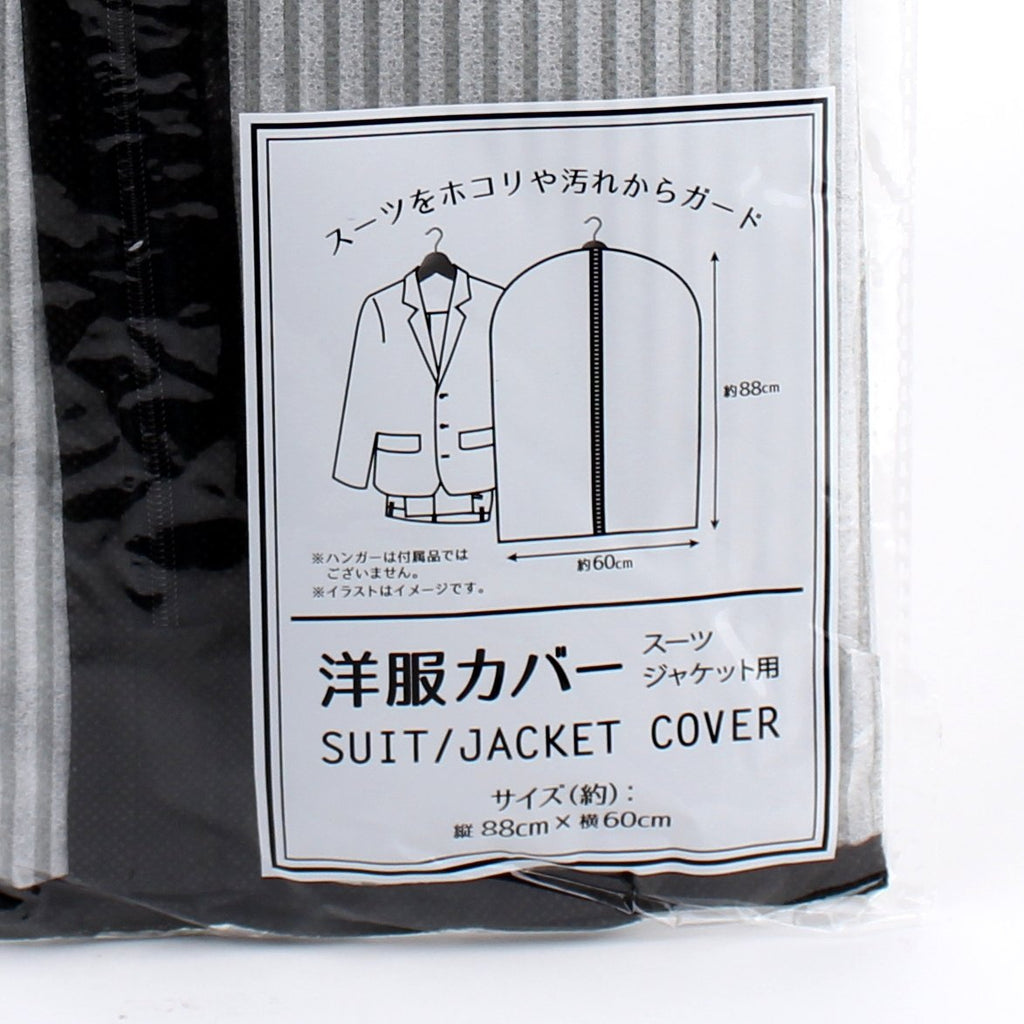 スーツをホコリや汚れからガード
約88cm
約60cm
※ハンガーは付属品では
ございません。
※イラストはイメージです。
洋服カバー
スーツ
ジャケット用
SUIT/JACKET COVER
サイズ(約):
縦 88cm × 横 60cm